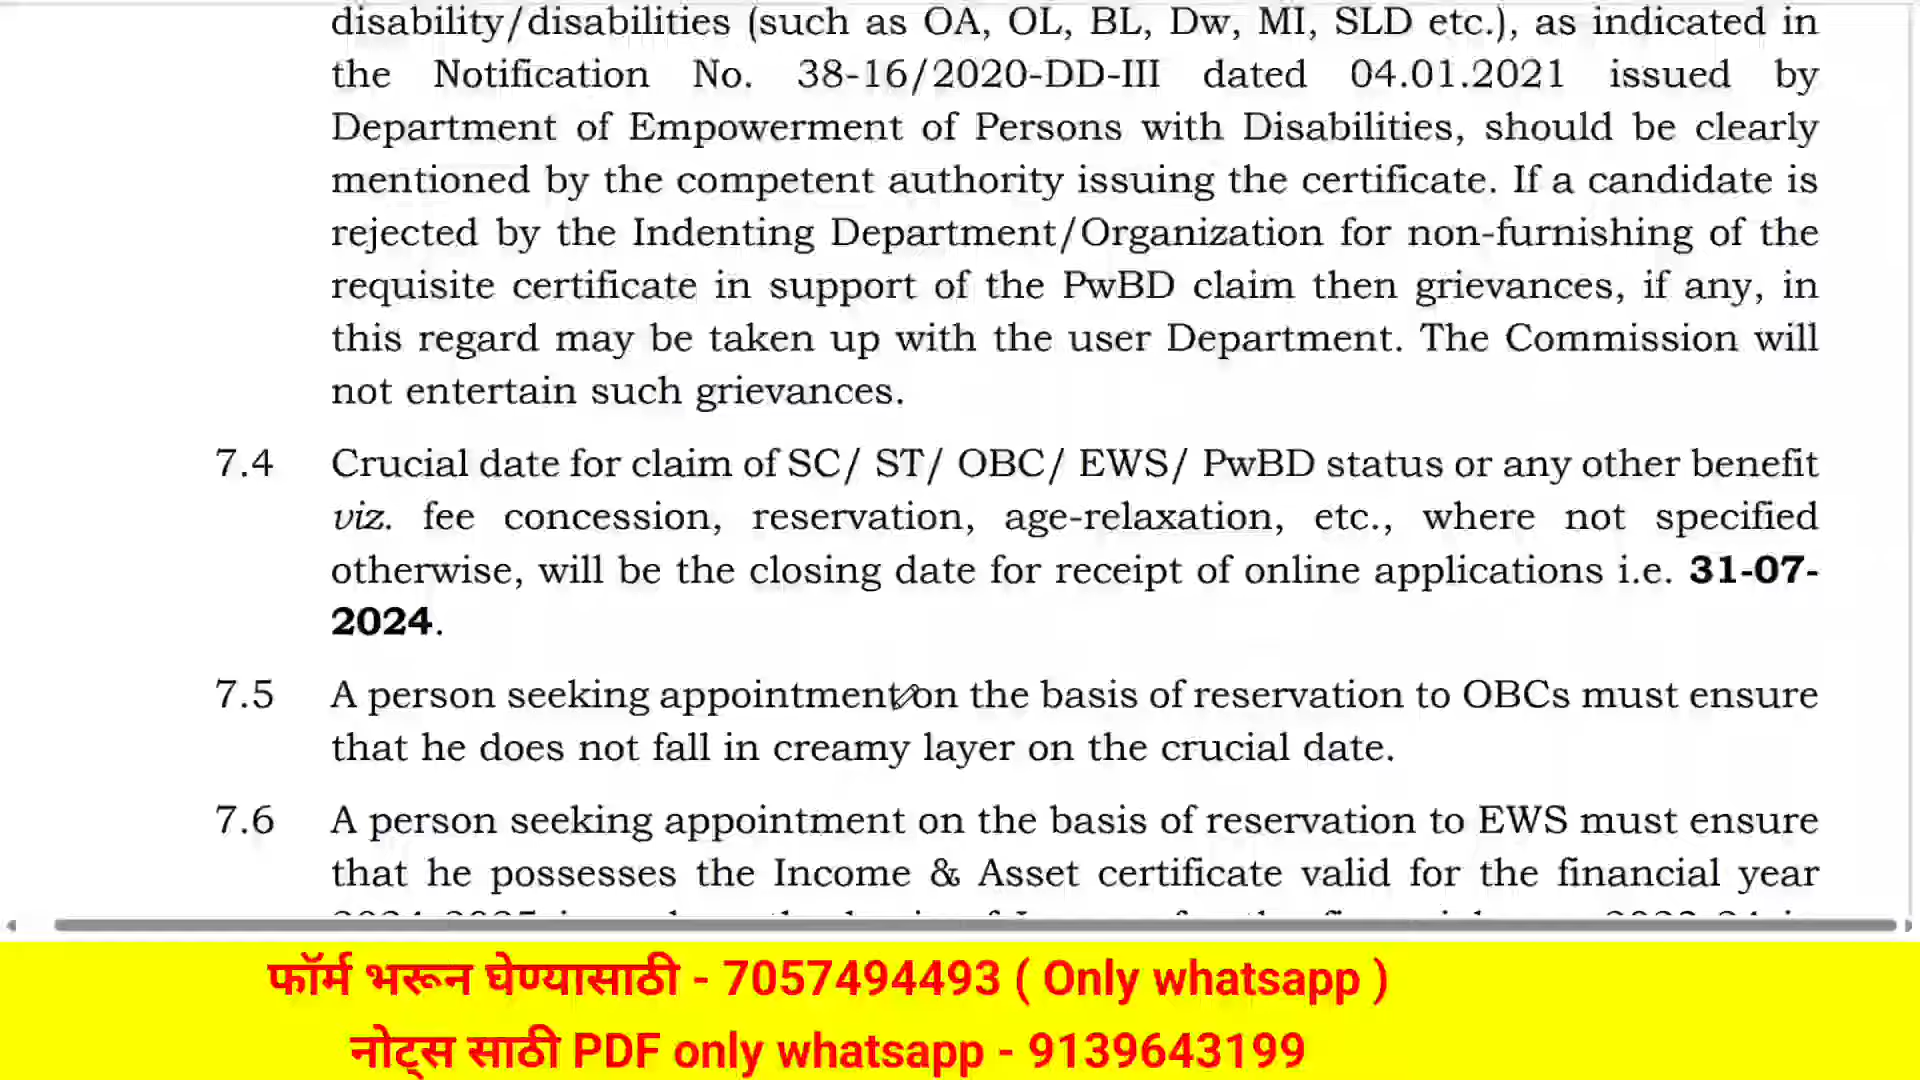 disability/disabilities (such as OA, OL, BL, Dw, MI, SLD etc.), as indicated in
the Notification No. 38-16/2020-DD-III dated 04.01.2021 issued by
Department of Empowerment of Persons with Disabilities, should be clearly
mentioned by the competent authority issuing the certificate. If a candidate is
rejected by the Indenting Department/Organization for non-furnishing of the
requisite certificate in support of the PwBD claim then grievances, if any, in
this regard may be taken up with the user Department. The Commission will
not entertain such grievances.
7.4 Crucial date for claim of SC/ ST/ OBC/ EWS/ PwBD status or any other benefit
viz. fee concession, reservation, age-relaxation, etc., where not specified
otherwise, will be the closing date for receipt of online applications i.e. 31-07-
2024.
7.5 A person seeking appointment on the basis of reservation to OBCs must ensure
that he does not fall in creamy layer on the crucial date.
7.6 A person seeking appointment on the basis of reservation to EWS must ensure
that he possesses the Income & Asset certificate valid for the financial year
फॉर्म भरून घेण्यासाठी - 7057494493 ( Only whatsapp )
नोट्स साठी PDF only whatsapp - 9139643199